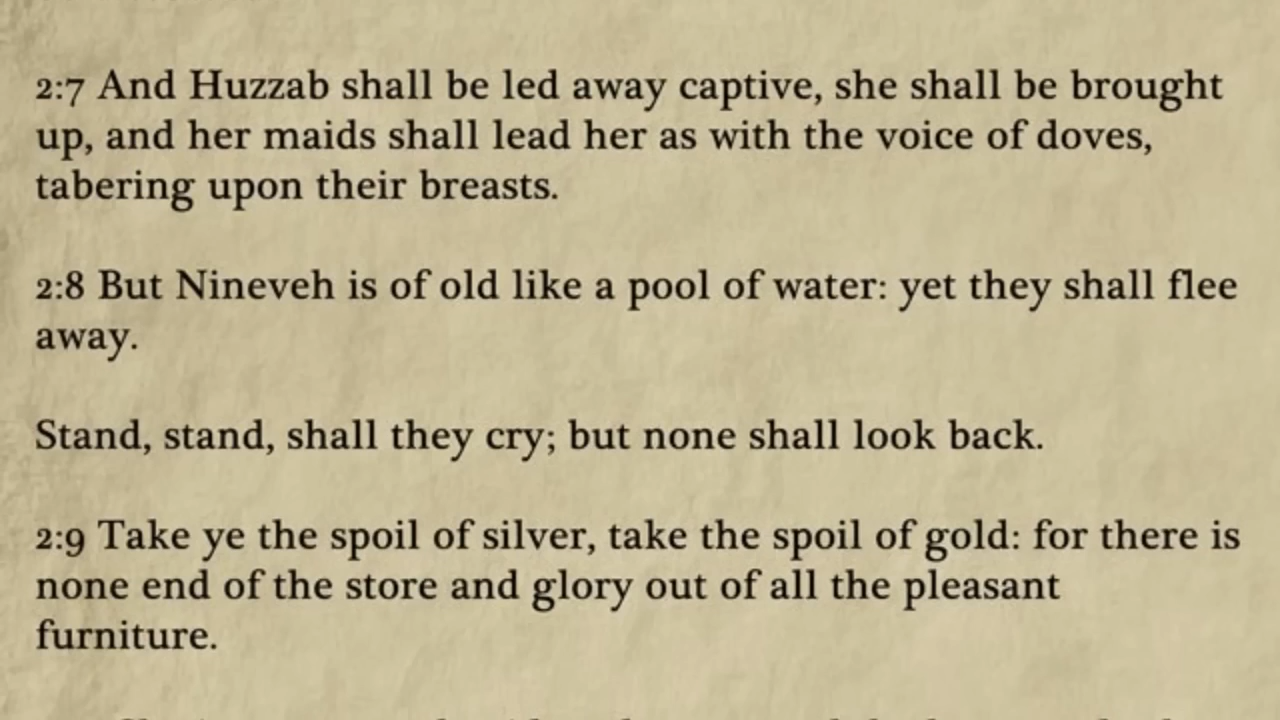 2:7 And Huzzab shall be led away captive, she shall be brought
up, and her maids shall lead her as with the voice of doves,
tabering upon their breasts.
2:8 But Nineveh is of old like a pool of water: yet they shall flee
away.
Stand, stand, shall they cry; but none shall look back.
2:9 Take ye the spoil of silver, take the spoil of gold: for there is
none end of the store and glory out of all the pleasant
furniture.